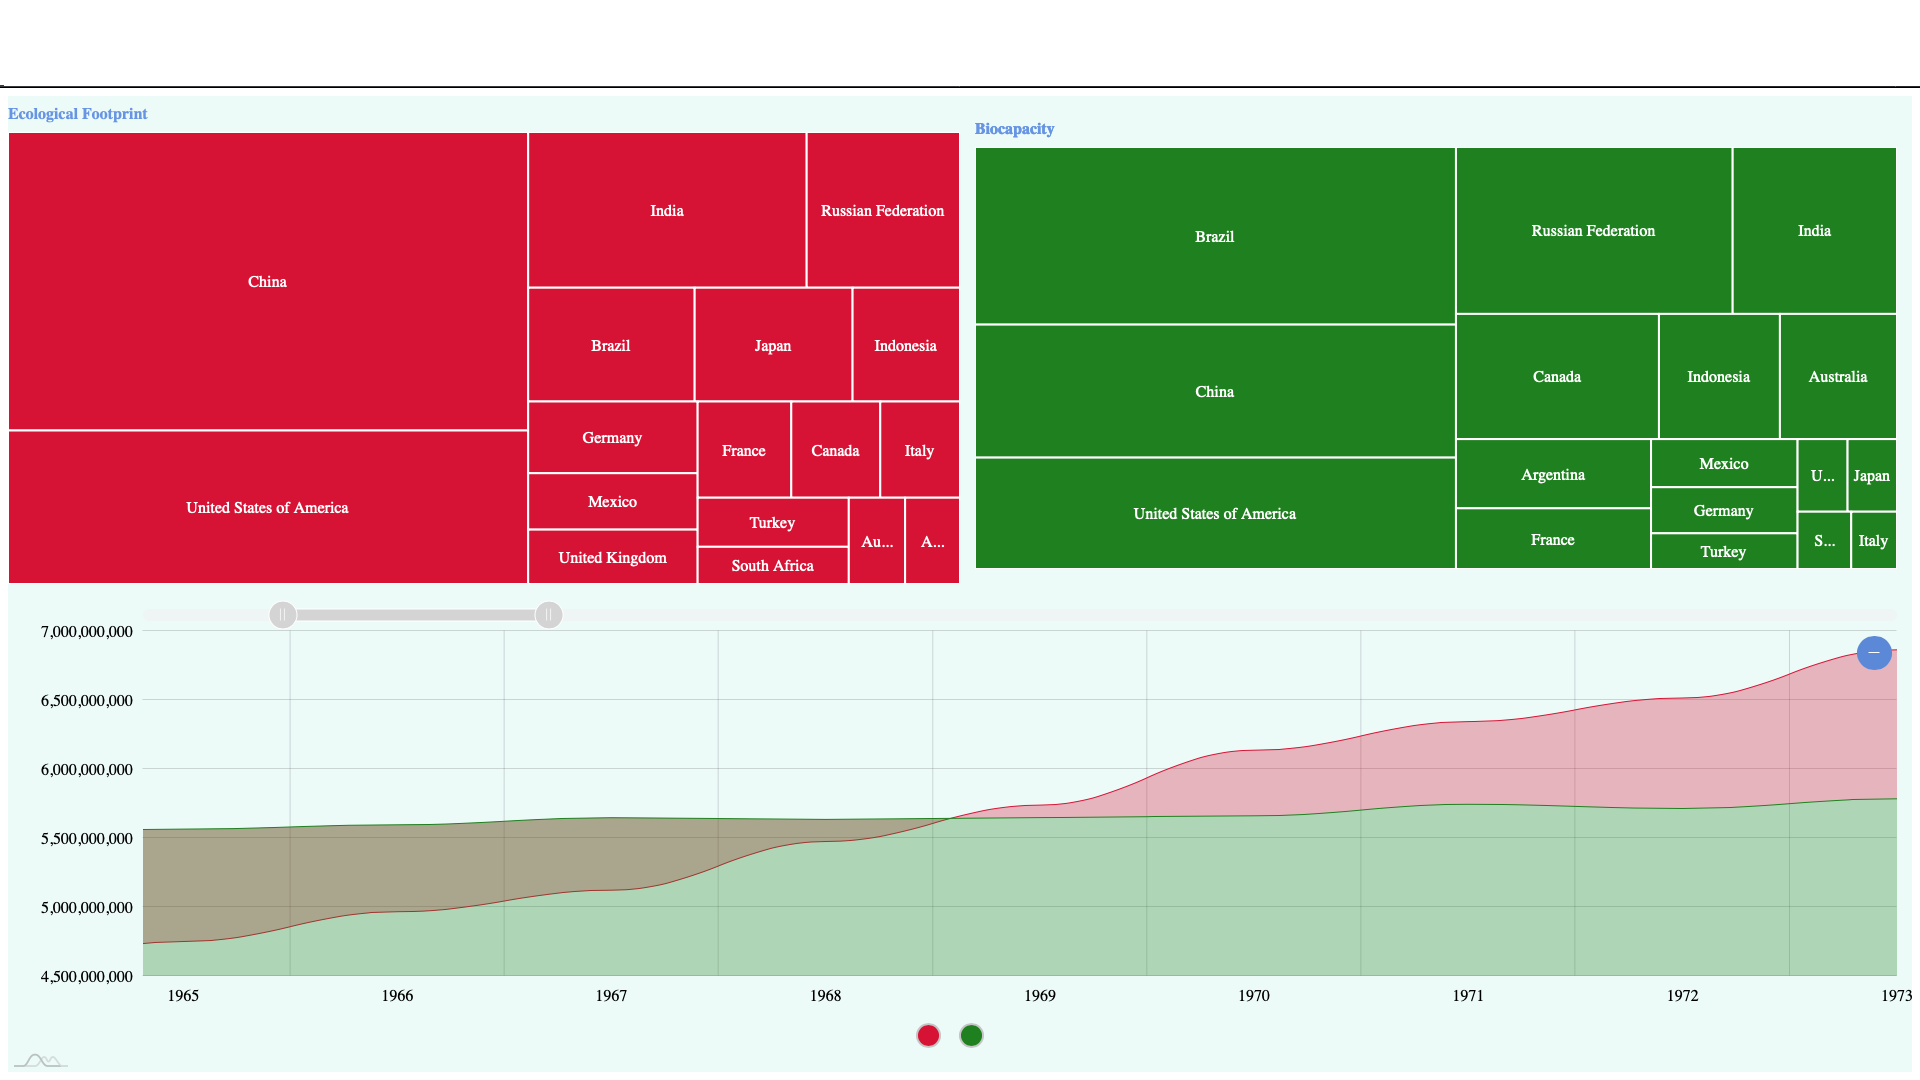 Ecological Footprint
China
United States of America
India
Russian Federation
Brazil
Japan
Indonesia
Germany
Mexico
United Kingdom
France
Canada
Italy
Turkey
South Africa
Au...
A...
Biocapacity
Brazil
China
United States of America
Russian Federation
India
Canada
Indonesia
Australia
Argentina
France
Mexico
Germany
Turkey
U...
Japan
S...
Italy
7,000,000,000
6,500,000,000
6,000,000,000
5,500,000,000
5,000,000,000
4,500,000,000
1965 1966 1967 1968 1969 1970 1971 1972 1973